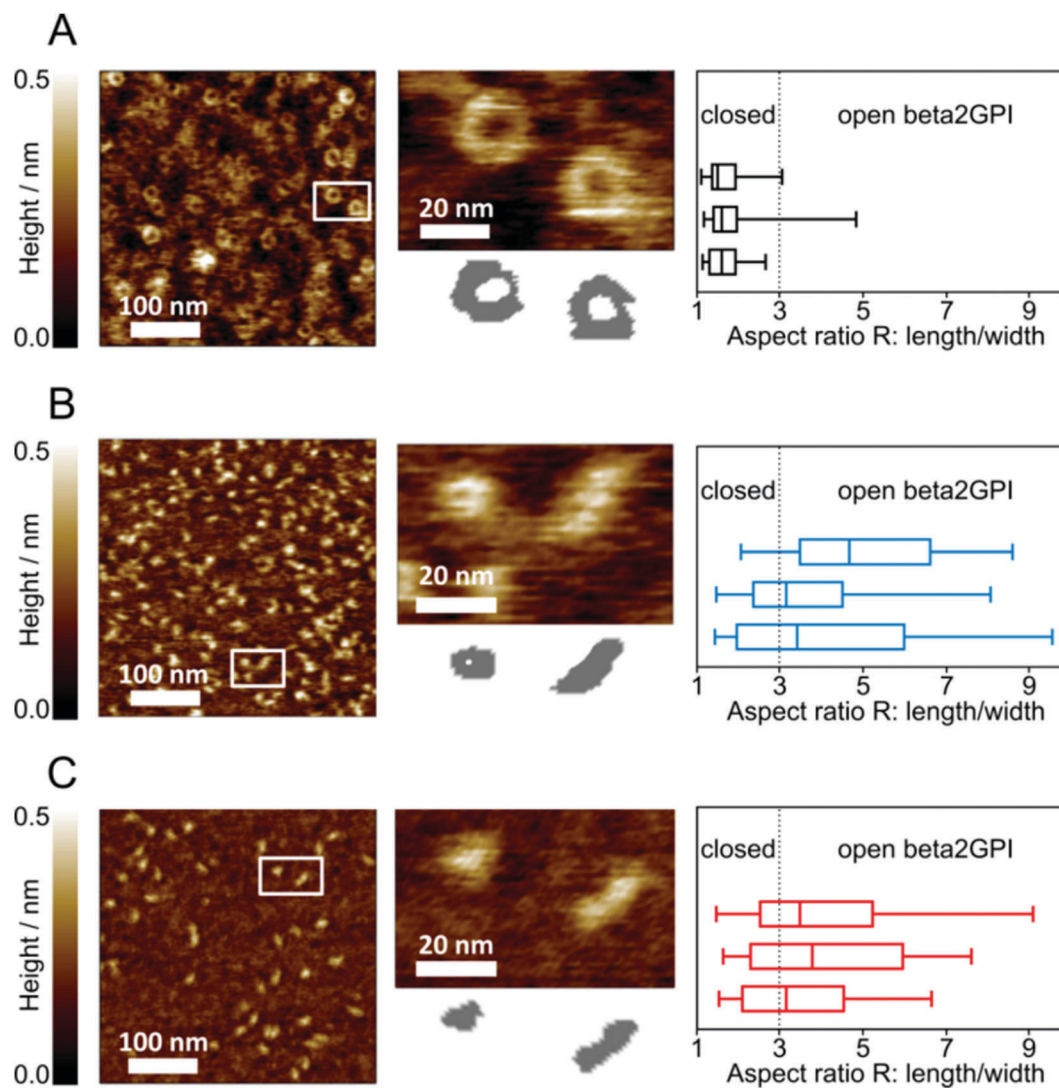 A
0.5
Height / nm
0.0
100 nm
20 nm
closed
open beta2GPI
1
3
5
7
9
Aspect ratio R: length/width
B
0.5
Height / nm
0.0
100 nm
20 nm
closed
open beta2GPI
1
3
5
7
9
Aspect ratio R: length/width
C
0.5
Height / nm
0.0
100 nm
20 nm
closed
open beta2GPI
1
3
5
7
9
Aspect ratio R: length/width